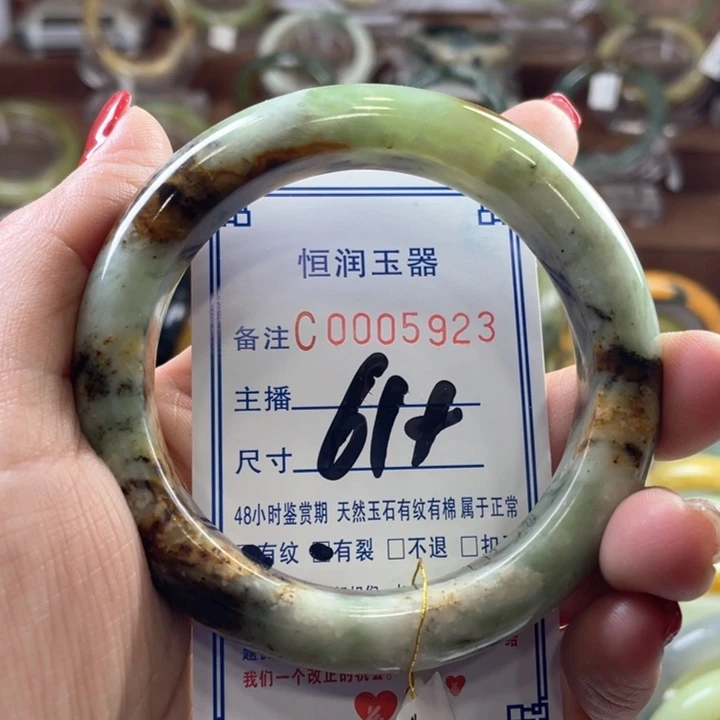 恒润玉器
备注C0005923
主播
尺寸 61+
48小时鉴赏期 天然玉石有纹有棉属于正常
有纹 有裂 □不退 □
我们一个改正的机会